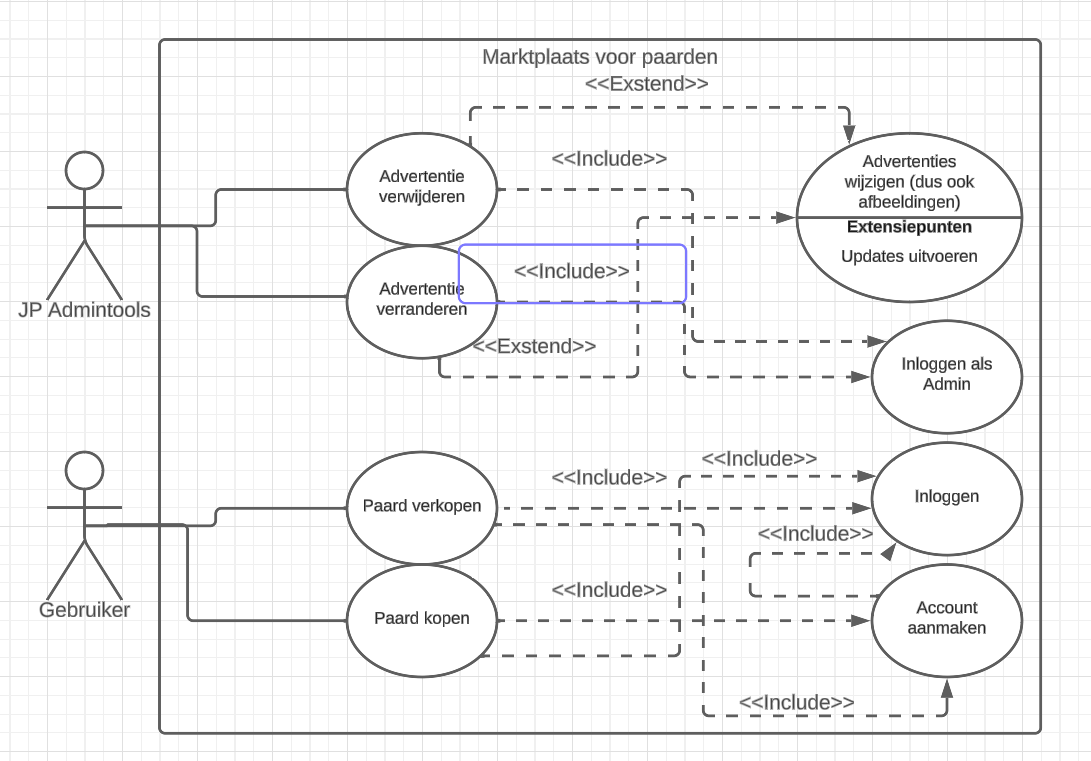 Marktplaats voor paarden
<<Exstend>>
<<Include>>
Advertentie
verwijderen
Advertenties
wijzigen (dus ook
afbeeldingen)
Extensiepunten
Updates uitvoeren
<<Include>>
Advertentie
verranderen
JP Admintools
<<Exstend>>
Inloggen als
Admin
<<Include>>
<<Include>>
Paard verkopen
Inloggen
<<Include>>
<<Include>>
Gebruiker
Paard kopen
Account
aanmaken
<<Include>>